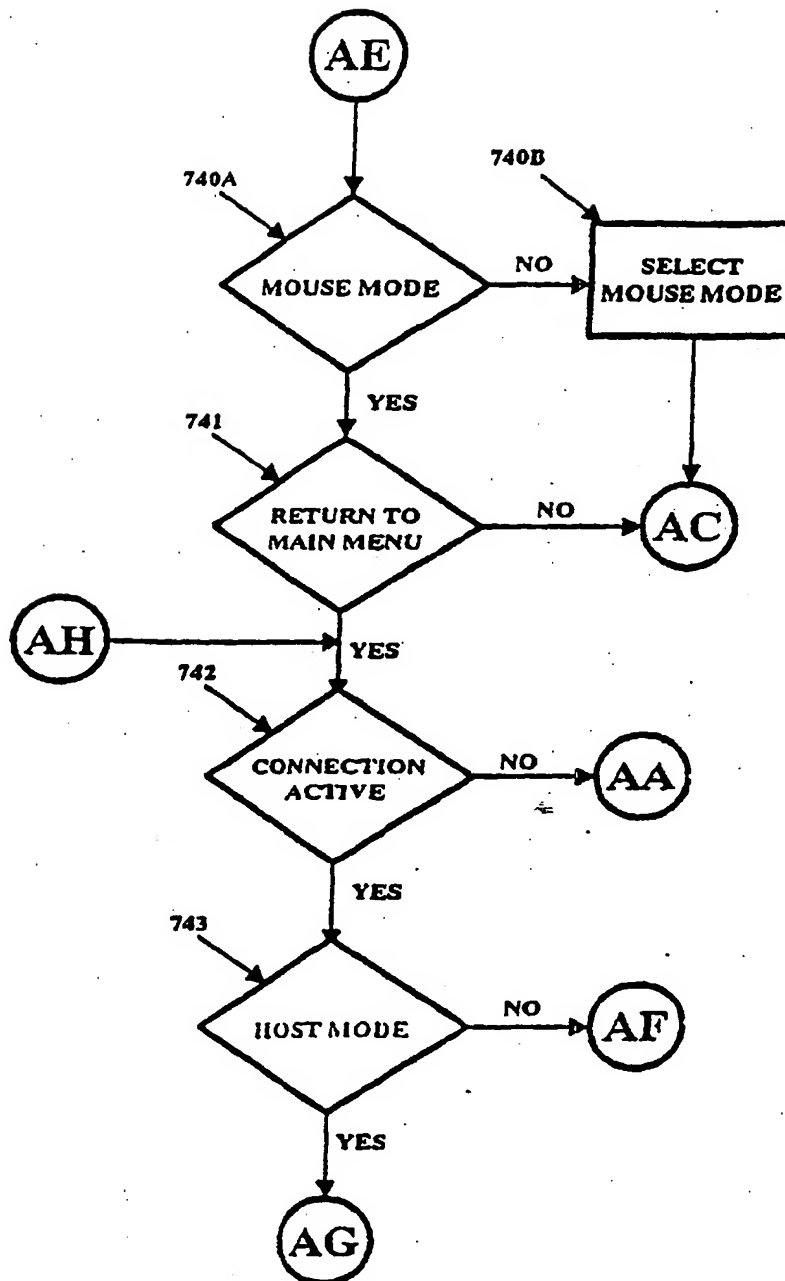 AE
740A
740B
MOUSE MODE
NO
SELECT
MOUSE MODE
YES
741
RETURN TO
MAIN MENU
NO
AC
AH
YES
742
CONNECTION
ACTIVE
NO
AA
YES
743
HOST MODE
NO
AF
YES
AG